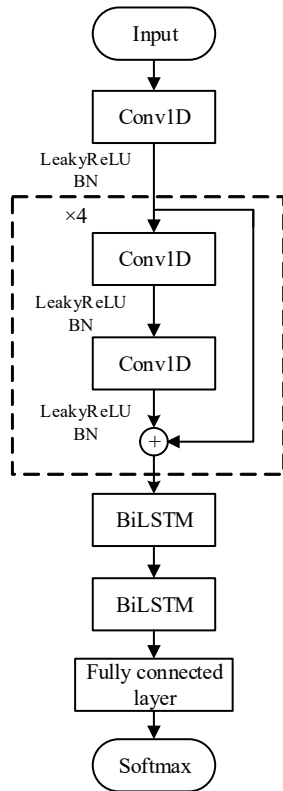 Input
Conv1D
LeakyReLU
BN
×4
Conv1D
LeakyReLU
BN
Conv1D
LeakyReLU
BN
+
BiLSTM
BiLSTM
Fully connected
layer
Softmax